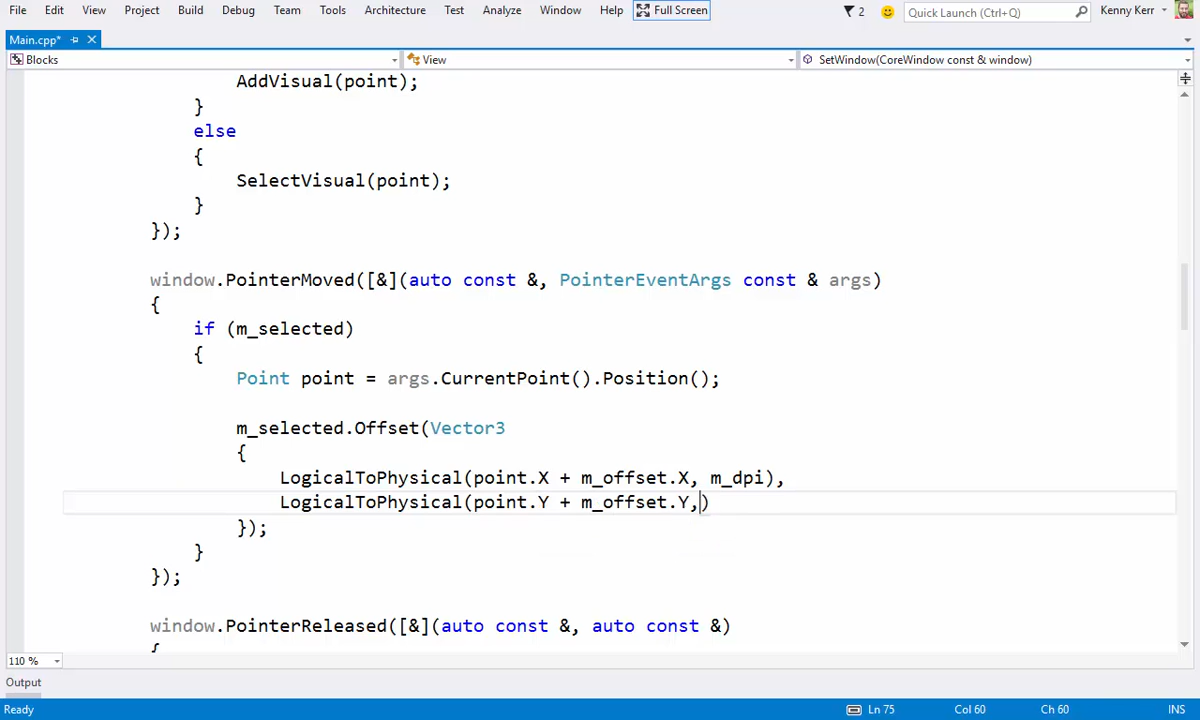 File Edit View Project Build Debug Team Tools Architecture Test Analyze Window Help Full Screen 2 Quick Launch (Ctrl+Q) Kenny Kerr
Main.cpp*
Blocks View SetWindow(CoreWindow const & window)
AddVisual(point);
}
else
{
SelectVisual(point);
}
});
window.PointerMoved([&](auto const &, PointerEventArgs const & args)
{
if (m_selected)
{
Point point = args.CurrentPoint().Position();
m_selected.Offset(Vector3
{
LogicalToPhysical(point.X + m_offset.X, m_dpi),
LogicalToPhysical(point.Y + m_offset.Y,)
});
}
});
window.PointerReleased([&](auto const &, auto const &)
{
110 %
Output
Ready Ln 75 Col 60 Ch 60 INS